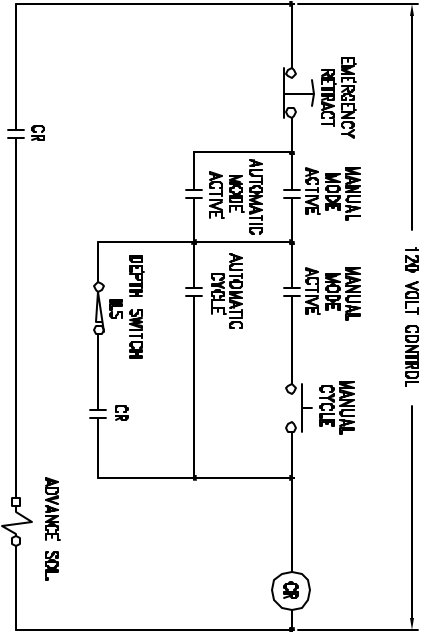 120 VOLT CONTROL
EMERGENCY
RETRACT
MANUAL
MODE
ACTIVE
MANUAL
MODE
ACTIVE
MANUAL
CYCLE
CR
AUTOMATIC
MODE
ACTIVE
AUTOMATIC
CYCLE
DEPTH SWITCH
1LS
CR
CR
ADVANCE SOL.